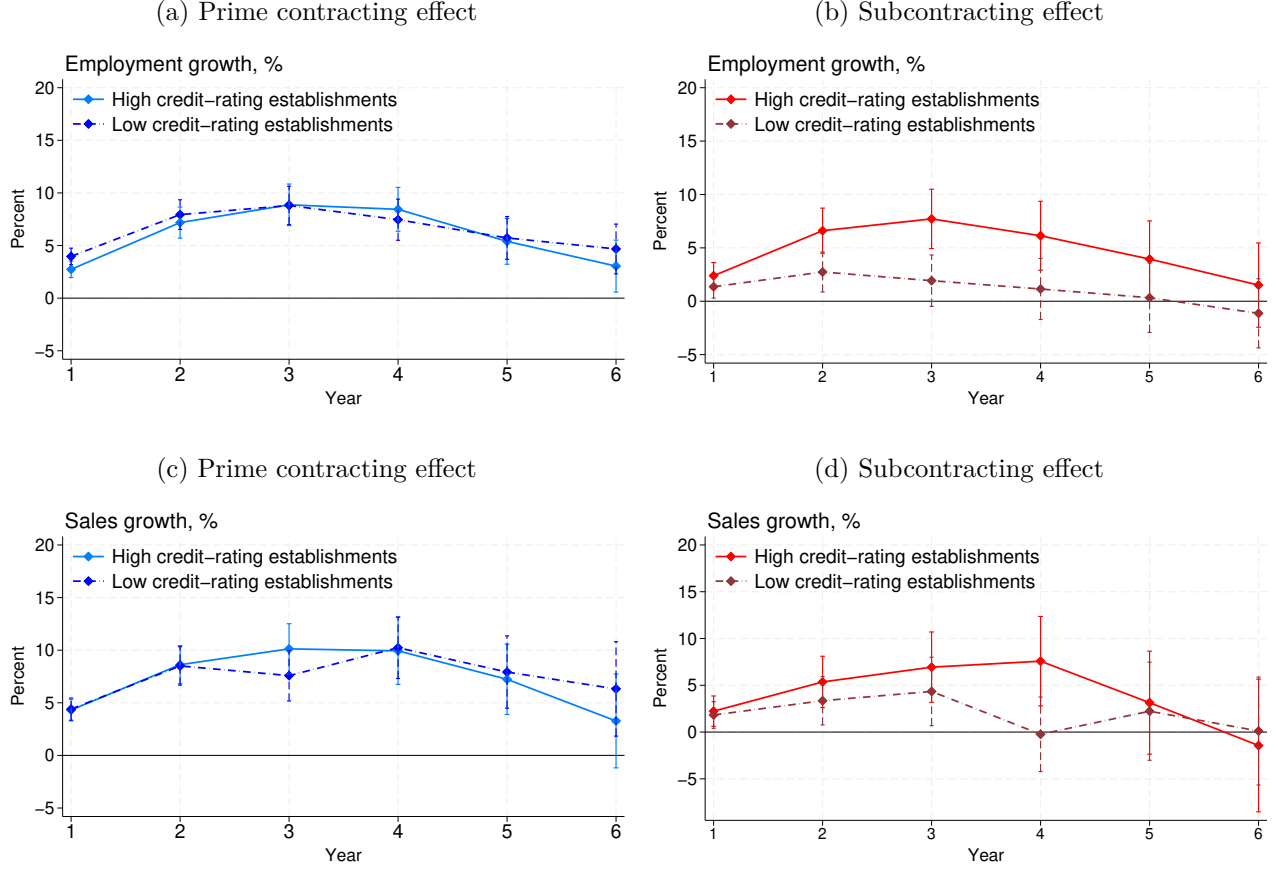 (a) Prime contracting effect
Employment growth, %
High credit−rating establishments
Low credit−rating establishments
20
15
10
5
0
−5
Percent
1 2 3 4 5 6
Year
(b) Subcontracting effect
Employment growth, %
High credit−rating establishments
Low credit−rating establishments
20
15
10
5
0
−5
Percent
1 2 3 4 5 6
Year
(c) Prime contracting effect
Sales growth, %
High credit−rating establishments
Low credit−rating establishments
20
15
10
5
0
−5
Percent
1 2 3 4 5 6
Year
(d) Subcontracting effect
Sales growth, %
High credit−rating establishments
Low credit−rating establishments
20
15
10
5
0
−5
Percent
1 2 3 4 5 6
Year